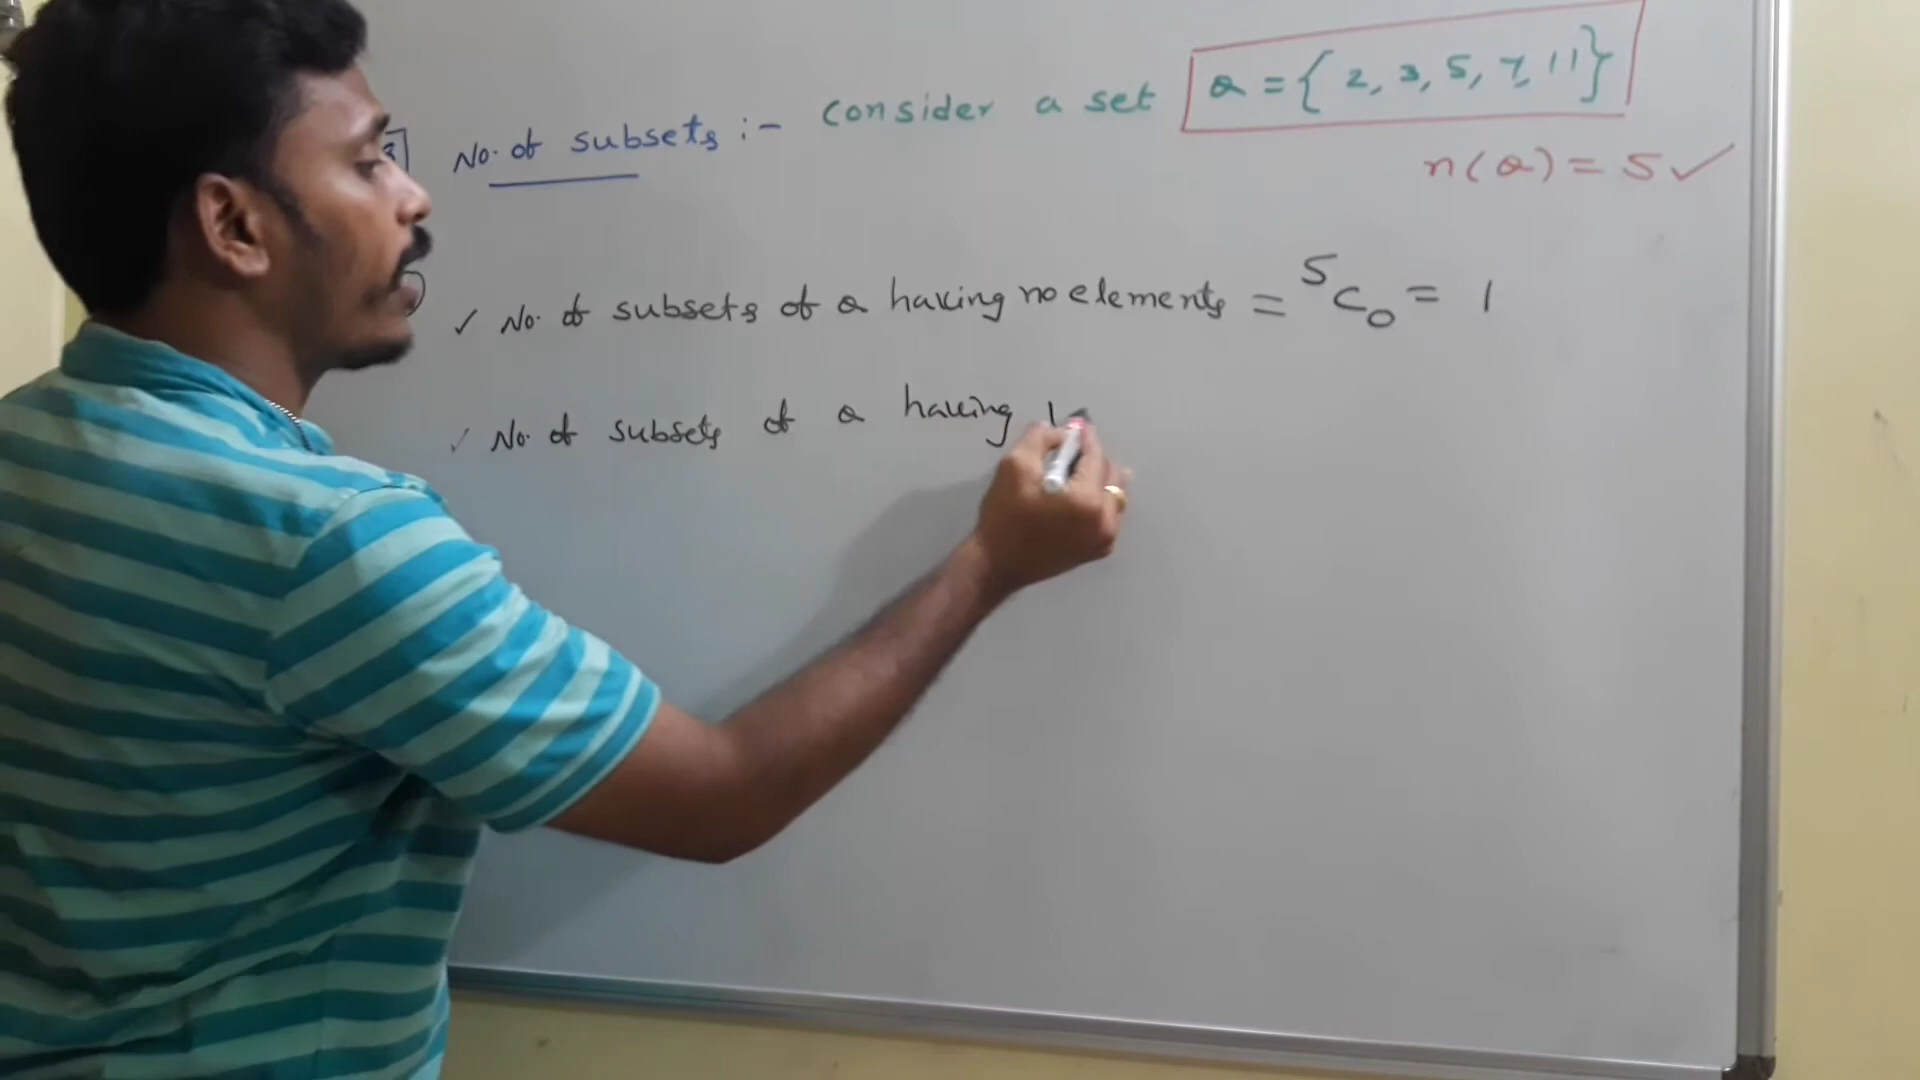 3] No. of subsets :- Consider a set Q = { 2, 3, 5, 7, 11}
n(Q) = 5 ✓
✓ No. of subsets of Q having no elements = ⁵C₀ = 1
✓ No. of subsets of Q having 1